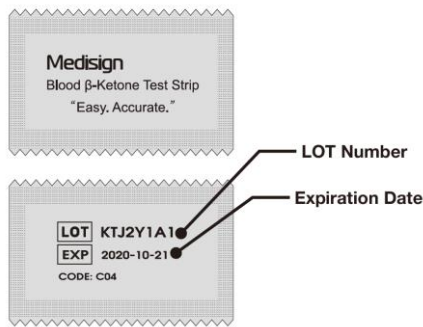 Medisign
Blood β-Ketone Test Strip
“Easy. Accurate.”
LOT Number
Expiration Date
LOT KTJ2Y1A1
EXP 2020-10-21
CODE: C04